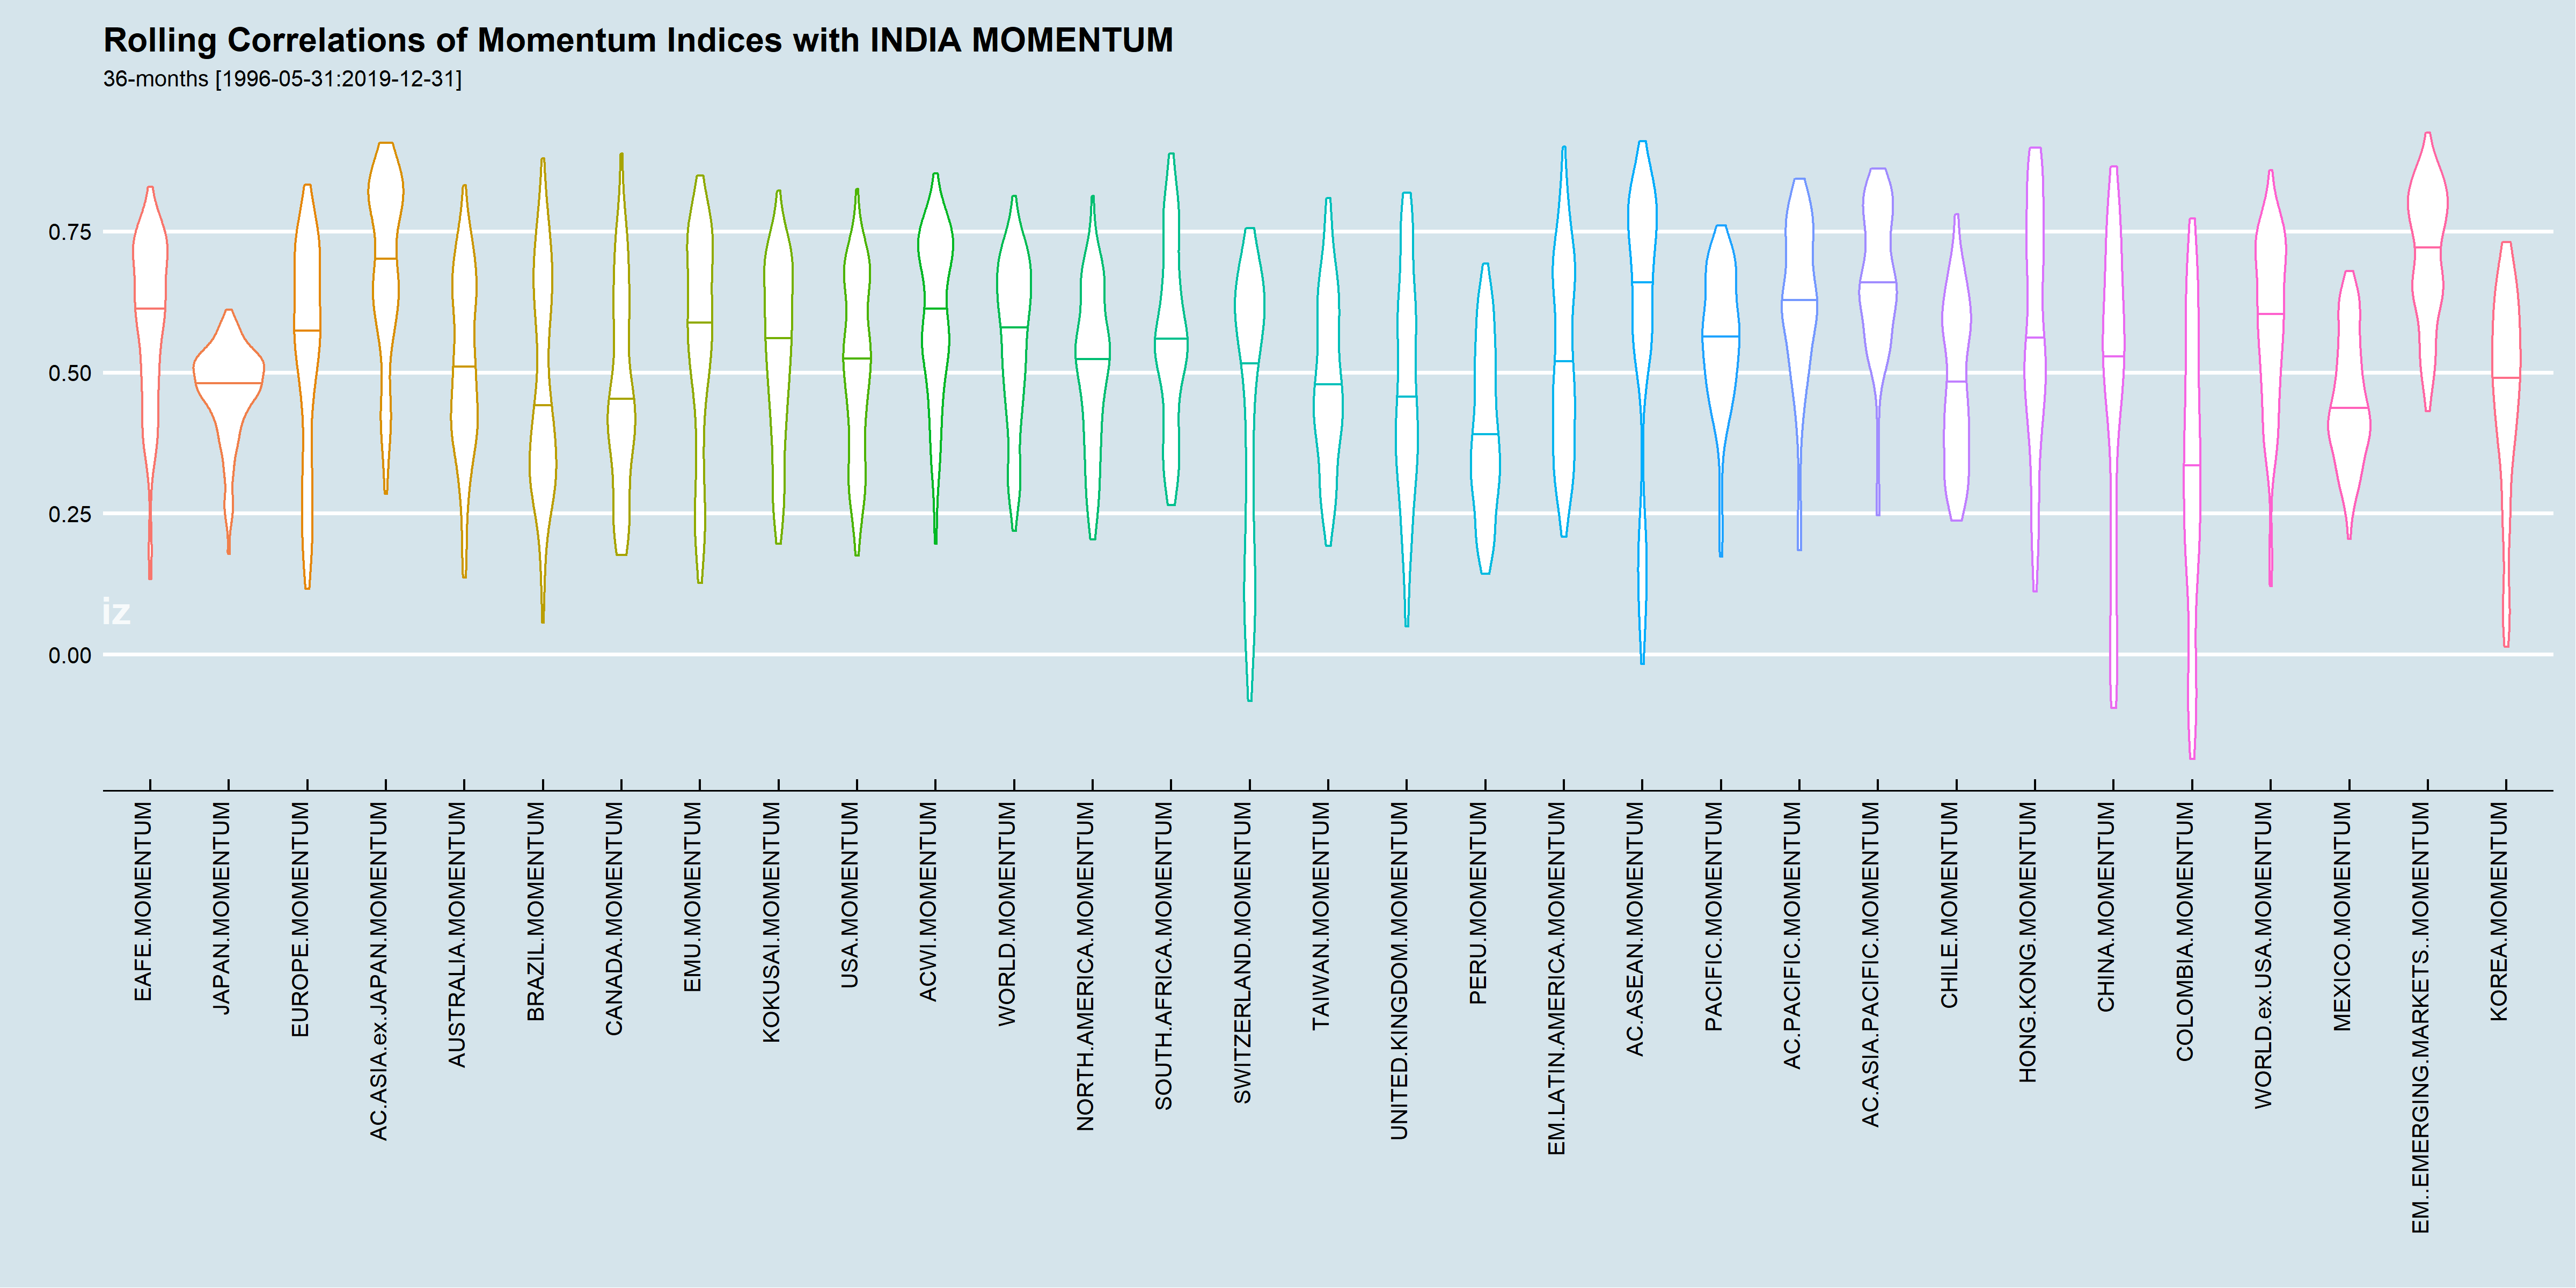 Rolling Correlations of Momentum Indices with INDIA MOMENTUM
36-months [1996-05-31:2019-12-31]
0.75
0.50
0.25
0.00
iz
EAFE.MOMENTUM
JAPAN.MOMENTUM
EUROPE.MOMENTUM
AC.ASIA.ex.JAPAN.MOMENTUM
AUSTRALIA.MOMENTUM
BRAZIL.MOMENTUM
CANADA.MOMENTUM
EMU.MOMENTUM
KOKUSAI.MOMENTUM
USA.MOMENTUM
ACWI.MOMENTUM
WORLD.MOMENTUM
NORTH.AMERICA.MOMENTUM
SOUTH.AFRICA.MOMENTUM
SWITZERLAND.MOMENTUM
TAIWAN.MOMENTUM
UNITED.KINGDOM.MOMENTUM
PERU.MOMENTUM
EM.LATIN.AMERICA.MOMENTUM
AC.ASEAN.MOMENTUM
PACIFIC.MOMENTUM
AC.PACIFIC.MOMENTUM
AC.ASIA.PACIFIC.MOMENTUM
CHILE.MOMENTUM
HONG.KONG.MOMENTUM
CHINA.MOMENTUM
COLOMBIA.MOMENTUM
WORLD.ex.USA.MOMENTUM
MEXICO.MOMENTUM
EM..EMERGING.MARKETS..MOMENTUM
KOREA.MOMENTUM